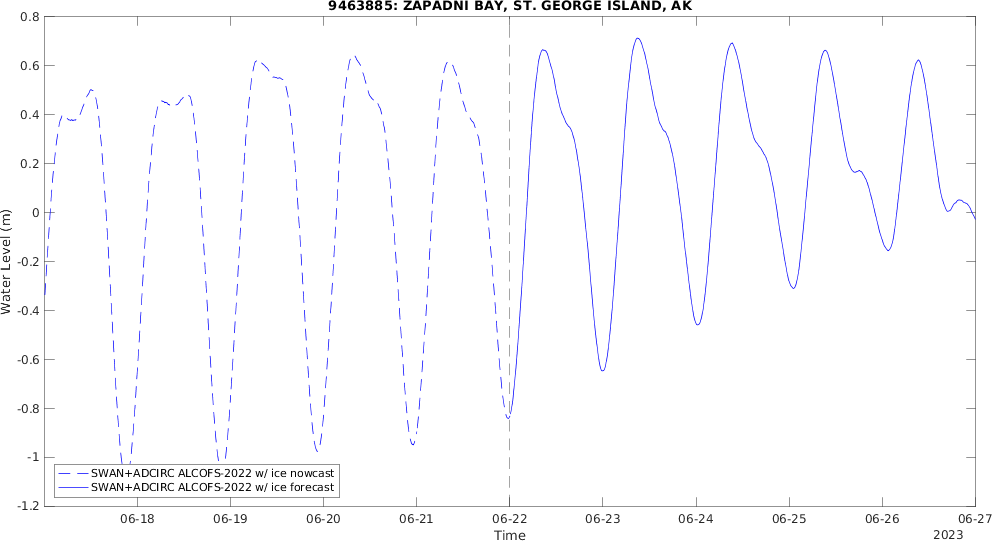 9463885: ZAPADNI BAY, ST. GEORGE ISLAND, AK
0.8
0.6
0.4
0.2
0
-0.2
-0.4
-0.6
-0.8
-1
-1.2
Water Level (m)
SWAN+ADCIRC ALCOFS-2022 w/ ice nowcast
SWAN+ADCIRC ALCOFS-2022 w/ ice forecast
06-18 06-19 06-20 06-21 06-22 06-23 06-24 06-25 06-26 06-27
Time
2023